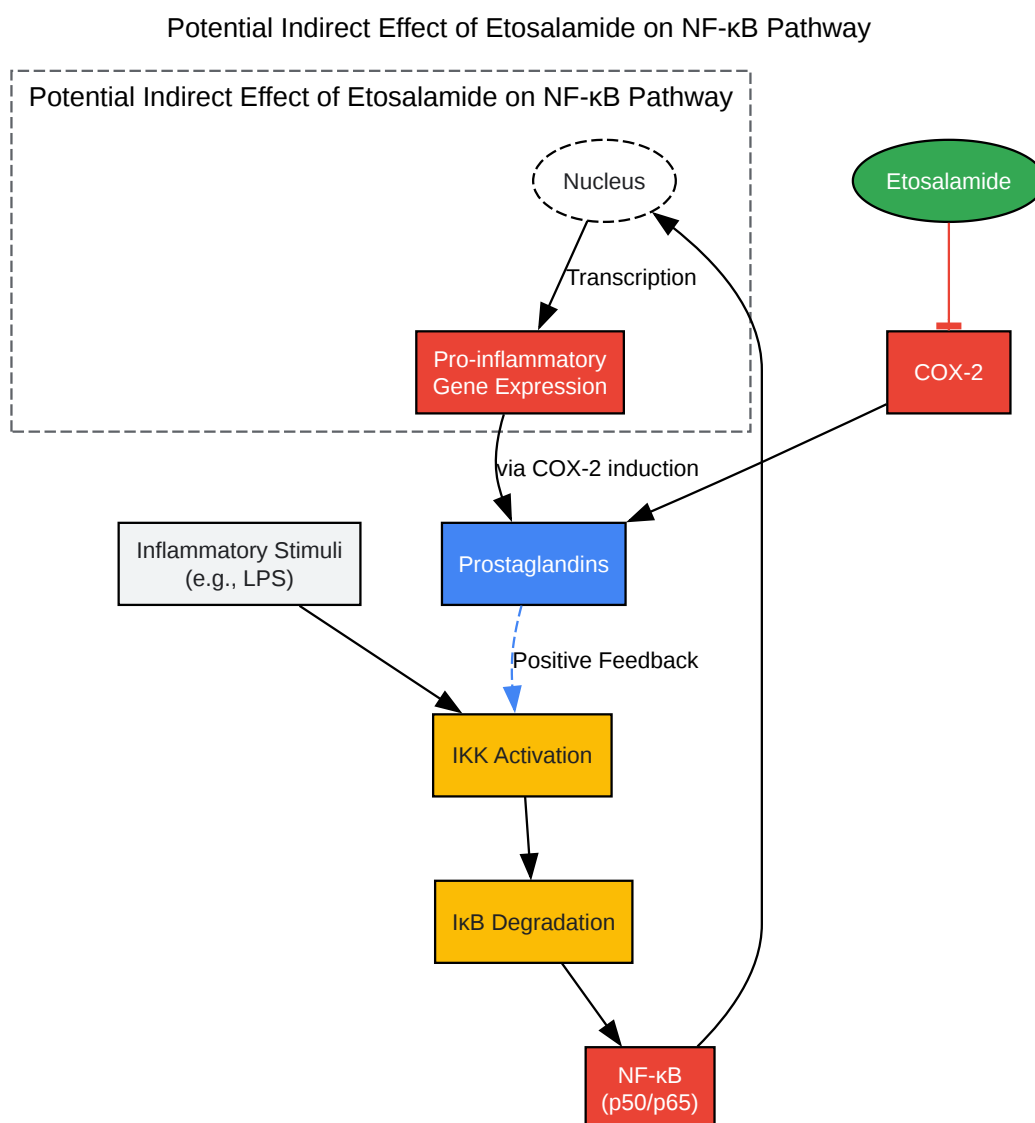 Potential Indirect Effect of Etosalamide on NF-κB Pathway
Potential Indirect Effect of Etosalamide on NF-κB Pathway
Nucleus
Etosalamide
Transcription
Pro-inflammatory
Gene Expression
COX-2
via COX-2 induction
Inflammatory Stimuli
(e.g., LPS)
Prostaglandins
Positive Feedback
IKK Activation
IκB Degradation
NF-κB
(p50/p65)